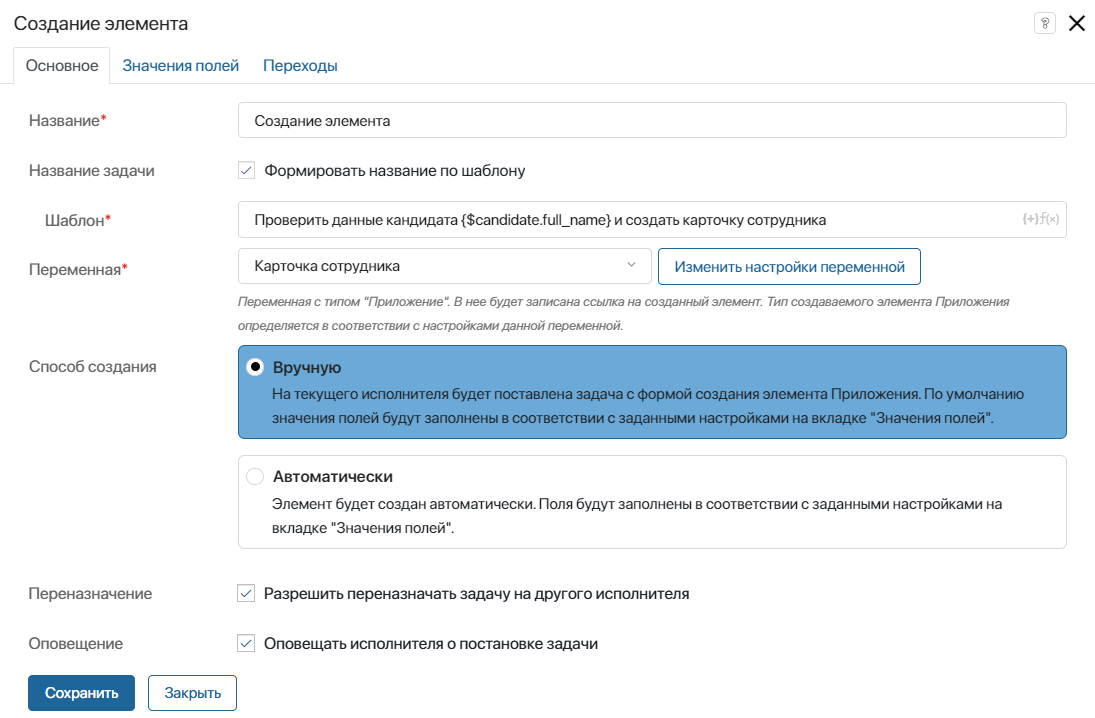 Создание элемента
?
Основное Значения полей Переходы
Название* Создание элемента
Название задачи Формировать название по шаблону
Шаблон* Проверить данные кандидата {$candidate.full_name} и создать карточку сотрудника {+}f(x)
Переменная* Карточка сотрудника Изменить настройки переменной
Переменная с типом "Приложение". В нее будет записана ссылка на созданный элемент. Тип создаваемого элемента Приложения
определяется в соответствии с настройками данной переменной.
Способ создания Вручную
На текущего исполнителя будет поставлена задача с формой создания элемента Приложения. По умолчанию
значения полей будут заполнены в соответствии с заданными настройками на вкладке "Значения полей".
Автоматически
Элемент будет создан автоматически. Поля будут заполнены в соответствии с заданными настройками на
вкладке "Значения полей".
Переназначение Разрешить переназначать задачу на другого исполнителя
Оповещение Оповещать исполнителя о постановке задачи
Сохранить Закрыть